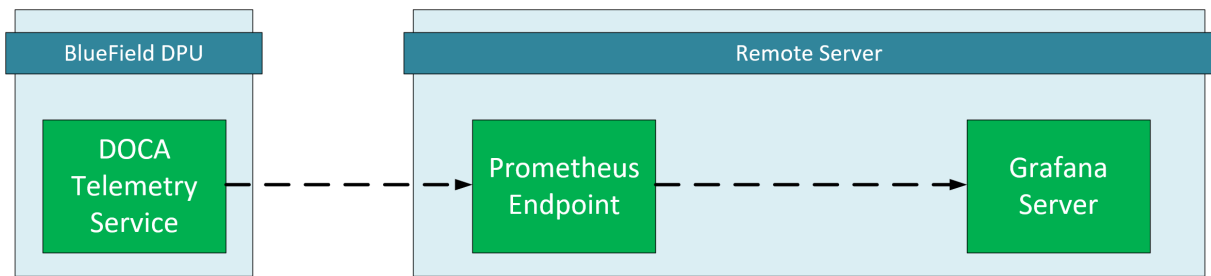 BlueField DPU
Remote Server
DOCA
Telemetry
Service
Prometheus
Endpoint
Grafana
Server